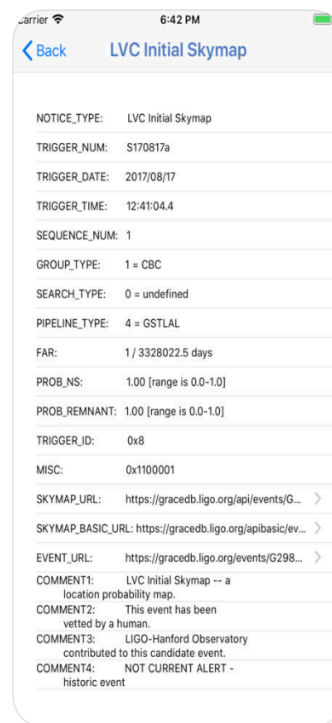 Carrier 6:42 PM
Back LVC Initial Skymap
NOTICE_TYPE: LVC Initial Skymap
TRIGGER_NUM: S170817a
TRIGGER_DATE: 2017/08/17
TRIGGER_TIME: 12:41:04.4
SEQUENCE_NUM: 1
GROUP_TYPE: 1 = CBC
SEARCH_TYPE: 0 = undefined
PIPELINE_TYPE: 4 = GSTLAL
FAR: 1 / 3328022.5 days
PROB_NS: 1.00 [range is 0.0-1.0]
PROB_REMNANT: 1.00 [range is 0.0-1.0]
TRIGGER_ID: 0x8
MISC: 0x1100001
SKYMAP_URL: https://gracedb.ligo.org/api/events/G...
SKYMAP_BASIC_URL: https://gracedb.ligo.org/apibasic/ev...
EVENT_URL: https://gracedb.ligo.org/events/G298...
COMMENT1: LVC Initial Skymap -- a
location probability map.
COMMENT2: This event has been
vetted by a human.
COMMENT3: LIGO-Hanford Observatory
contributed to this candidate event.
COMMENT4: NOT CURRENT ALERT -
historic event